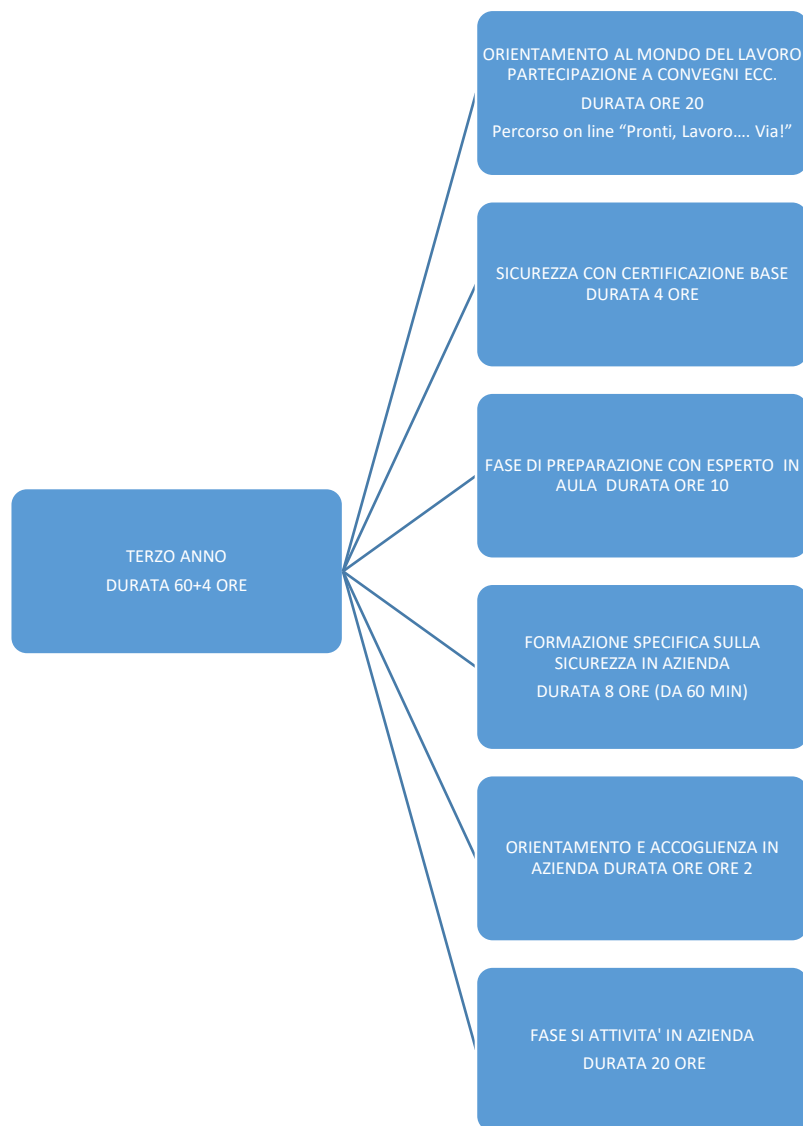 ORIENTAMENTO AL MONDO DEL LAVORO
PARTECIPAZIONE A CONVEGNI ECC.
DURATA ORE 20
Percorso on line “Pronti, Lavoro…. Via!”
SICUREZZA CON CERTIFICAZIONE BASE
DURATA 4 ORE
FASE DI PREPARAZIONE CON ESPERTO IN
AULA DURATA ORE 10
TERZO ANNO
DURATA 60+4 ORE
FORMAZIONE SPECIFICA SULLA
SICUREZZA IN AZIENDA
DURATA 8 ORE (DA 60 MIN)
ORIENTAMENTO E ACCOGLIENZA IN
AZIENDA DURATA ORE ORE 2
FASE SI ATTIVITA' IN AZIENDA
DURATA 20 ORE